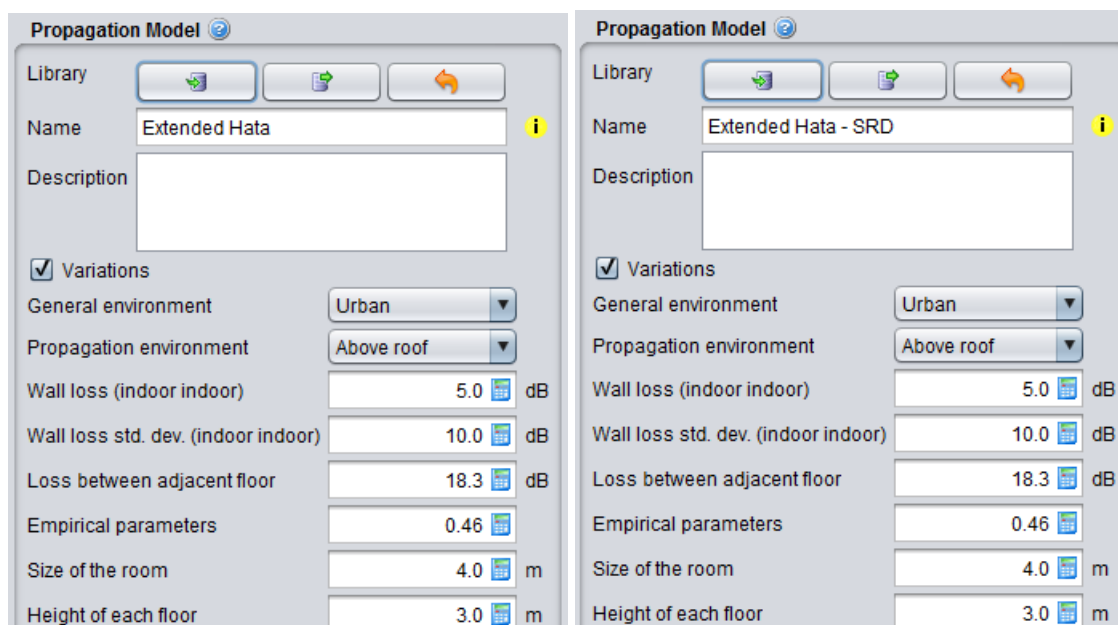 Propagation Model
Library
Name Extended Hata i
Description
Variations
General environment Urban
Propagation environment Above roof
Wall loss (indoor indoor) 5.0 dB
Wall loss std. dev. (indoor indoor) 10.0 dB
Loss between adjacent floor 18.3 dB
Empirical parameters 0.46
Size of the room 4.0 m
Height of each floor 3.0 m
Propagation Model
Library
Name Extended Hata - SRD i
Description
Variations
General environment Urban
Propagation environment Above roof
Wall loss (indoor indoor) 5.0 dB
Wall loss std. dev. (indoor indoor) 10.0 dB
Loss between adjacent floor 18.3 dB
Empirical parameters 0.46
Size of the room 4.0 m
Height of each floor 3.0 m